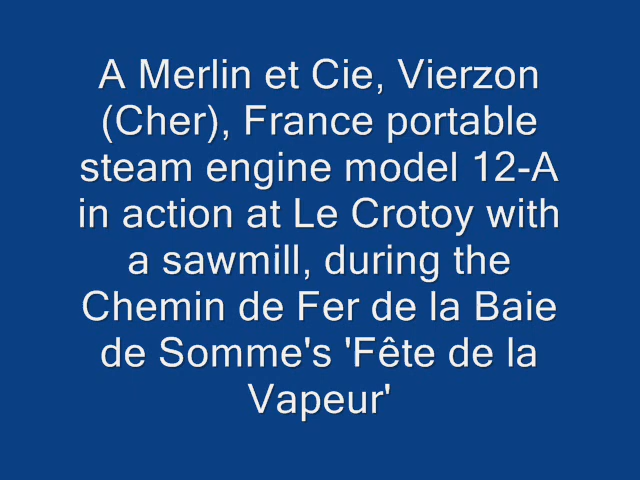 A Merlin et Cie, Vierzon
(Cher), France portable
steam engine model 12-A
in action at Le Crotoy with
a sawmill, during the
Chemin de Fer de la Baie
de Somme's 'Fête de la
Vapeur'